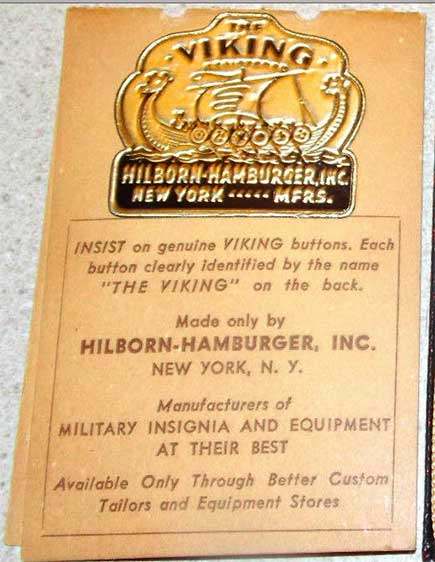 THE
VIKING
HILBORN-HAMBURGER, INC.
NEW YORK ····· MFRS.
INSIST on genuine VIKING buttons. Each
button clearly identified by the name
"THE VIKING" on the back.
Made only by
HILBORN-HAMBURGER, INC.
NEW YORK, N. Y.
Manufacturers of
MILITARY INSIGNIA AND EQUIPMENT
AT THEIR BEST
Available Only Through Better Custom
Tailors and Equipment Stores